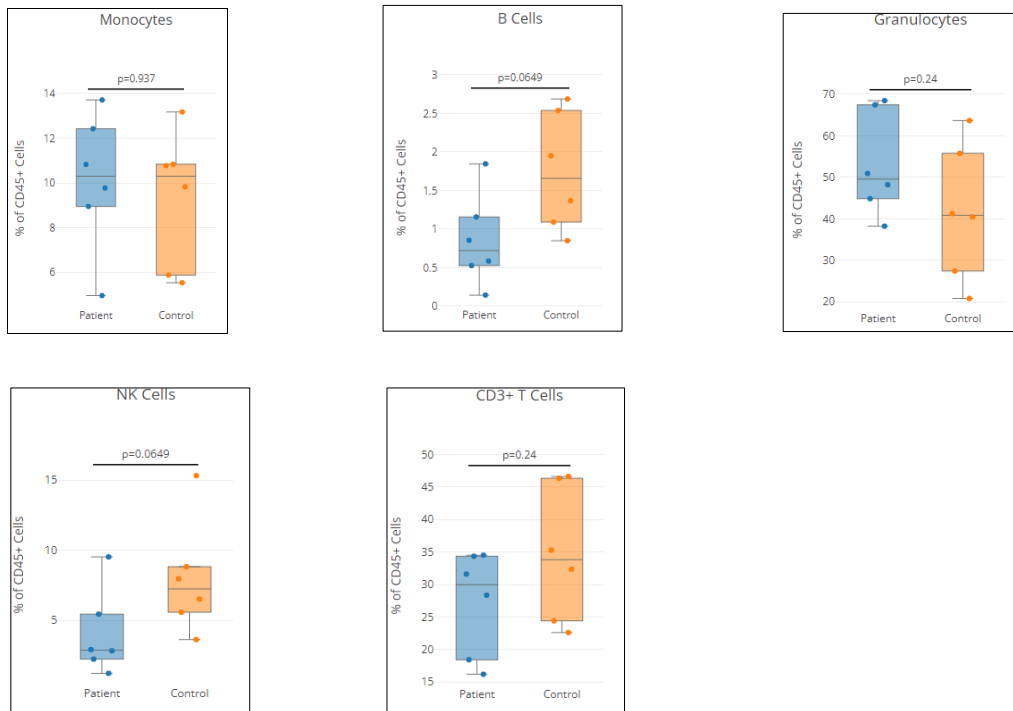 Monocytes
p=0.937
% of CD45+ Cells
14
12
10
8
6
Patient Control
B Cells
p=0.0649
% of CD45+ Cells
3
2.5
2
1.5
1
0.5
0
Patient Control
Granulocytes
p=0.24
% of CD45+ Cells
70
60
50
40
30
20
Patient Control
NK Cells
p=0.0649
% of CD45+ Cells
15
10
5
Patient Control
CD3+ T Cells
p=0.24
% of CD45+ Cells
50
45
40
35
30
25
20
15
Patient Control